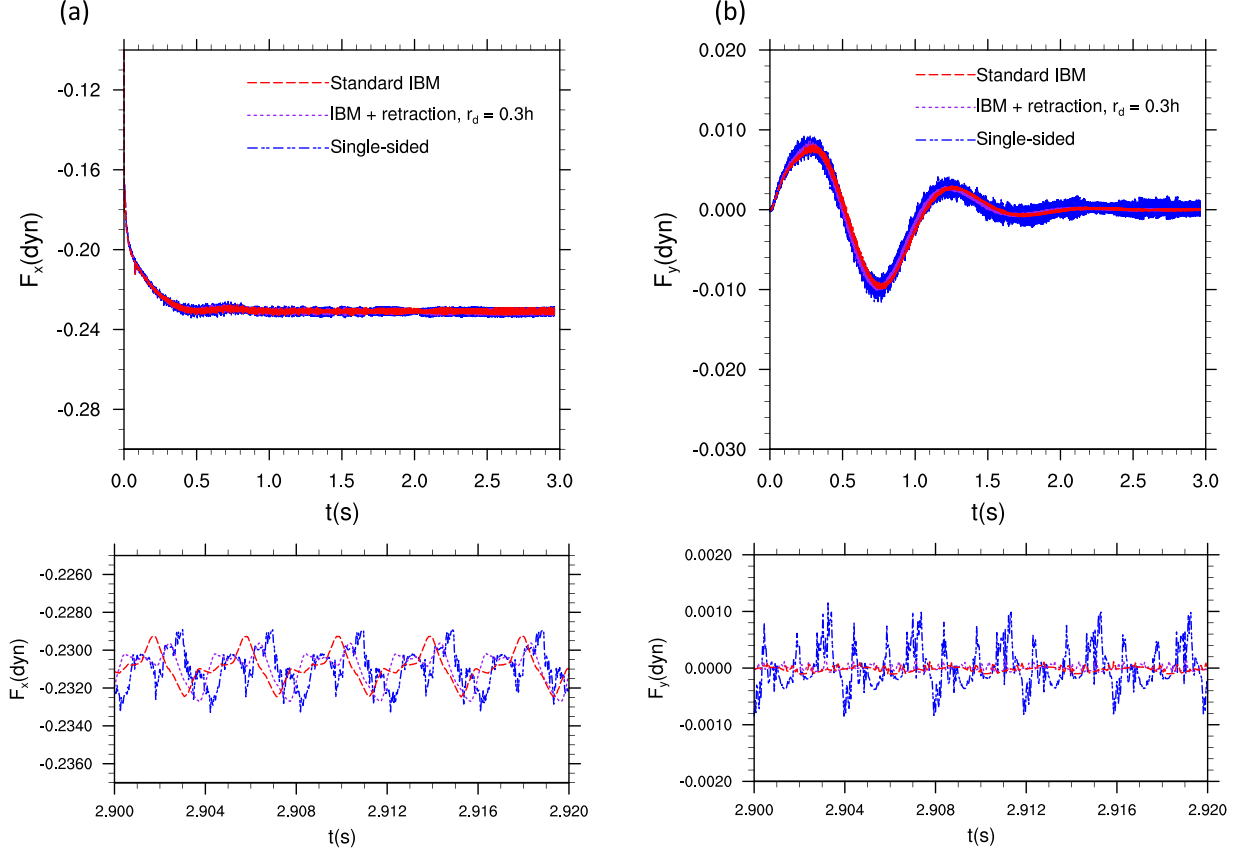 (a)
-0.12
-0.16
-0.20
-0.24
-0.28
F_x(dyn)
Standard IBM
IBM + retraction, r_d = 0.3h
Single-sided
0.0 0.5 1.0 1.5 2.0 2.5 3.0
t(s)
-0.2260
-0.2280
-0.2300
-0.2320
-0.2340
-0.2360
F_x(dyn)
2.900 2.904 2.908 2.912 2.916 2.920
t(s)
(b)
0.020
0.010
0.000
-0.010
-0.020
-0.030
F_y(dyn)
Standard IBM
IBM + retraction, r_d = 0.3h
Single-sided
0.0 0.5 1.0 1.5 2.0 2.5 3.0
t(s)
0.0020
0.0010
0.0000
-0.0010
-0.0020
F_y(dyn)
2.900 2.904 2.908 2.912 2.916 2.920
t(s)